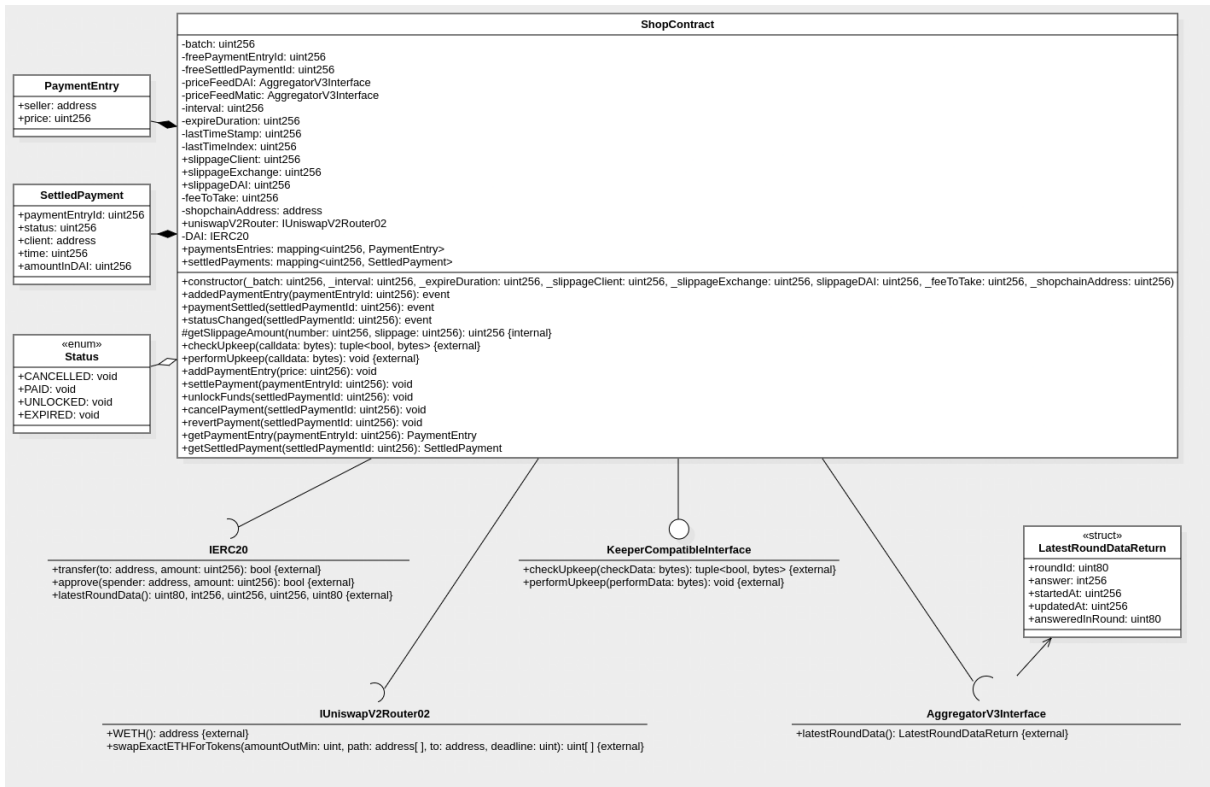 ShopContract
-batch: uint256
-freePaymentEntryId: uint256
-freeSettledPaymentId: uint256
-priceFeedDAI: AggregatorV3Interface
-priceFeedMatic: AggregatorV3Interface
-interval: uint256
-expireDuration: uint256
-lastTimeStamp: uint256
-lastTimeIndex: uint256
+slippageClient: uint256
+slippageExchange: uint256
+slippageDAI: uint256
-feeToTake: uint256
-shopchainAddress: address
+uniswapV2Router: IUniswapV2Router02
-DAI: IERC20
+paymentsEntries: mapping<uint256, PaymentEntry>
+settledPayments: mapping<uint256, SettledPayment>
+constructor(_batch: uint256, _interval: uint256, _expireDuration: uint256, _slippageClient: uint256, _slippageExchange: uint256, slippageDAI: uint256, _feeToTake: uint256, _shopchainAddress: uint256)
+addedPaymentEntry(paymentEntryId: uint256): event
+paymentSettled(settledPaymentId: uint256): event
+statusChanged(settledPaymentId: uint256): event
#getSlippageAmount(number: uint256, slippage: uint256): uint256 {internal}
+checkUpkeep(calldata: bytes): tuple<bool, bytes> {external}
+performUpkeep(calldata: bytes): void {external}
+addPaymentEntry(price: uint256): void
+settlePayment(paymentEntryId: uint256): void
+unlockFunds(settledPaymentId: uint256): void
+cancelPayment(settledPaymentId: uint256): void
+revertPayment(settledPaymentId: uint256): void
+getPaymentEntry(paymentEntryId: uint256): PaymentEntry
+getSettledPayment(settledPaymentId: uint256): SettledPayment
PaymentEntry
+seller: address
+price: uint256
SettledPayment
+paymentEntryId: uint256
+status: uint256
+client: address
+time: uint256
+amountInDAI: uint256
«enum»
Status
+CANCELLED: void
+PAID: void
+UNLOCKED: void
+EXPIRED: void
IERC20
+transfer(to: address, amount: uint256): bool {external}
+approve(spender: address, amount: uint256): bool {external}
+latestRoundData(): uint80, int256, uint256, uint256, uint80 {external}
KeeperCompatibleInterface
+checkUpkeep(checkData: bytes): tuple<bool, bytes> {external}
+performUpkeep(performData: bytes): void {external}
«struct»
LatestRoundDataReturn
+roundId: uint80
+answer: int256
+startedAt: uint256
+updatedAt: uint256
+answeredInRound: uint80
IUniswapV2Router02
+WETH(): address {external}
+swapExactETHForTokens(amountOutMin: uint, path: address[ ], to: address, deadline: uint): uint[ ] {external}
AggregatorV3Interface
+latestRoundData(): LatestRoundDataReturn {external}